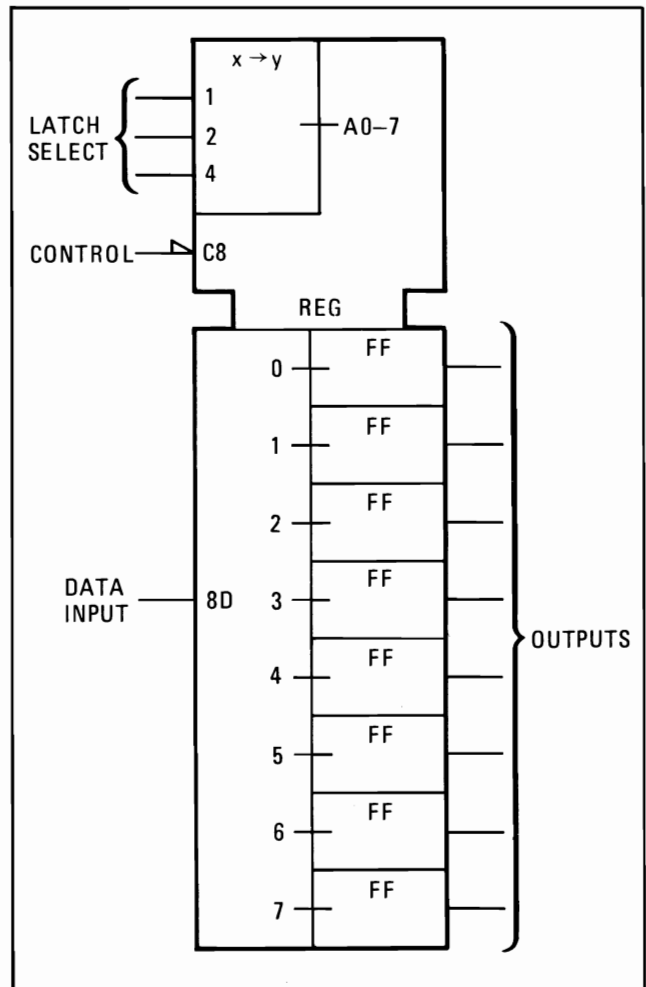 x → y
1
LATCH
SELECT
2
4
A0–7
CONTROL
C8
REG
FF
0
FF
1
FF
2
FF
DATA
INPUT
8D
3
OUTPUTS
FF
4
FF
5
FF
6
FF
7